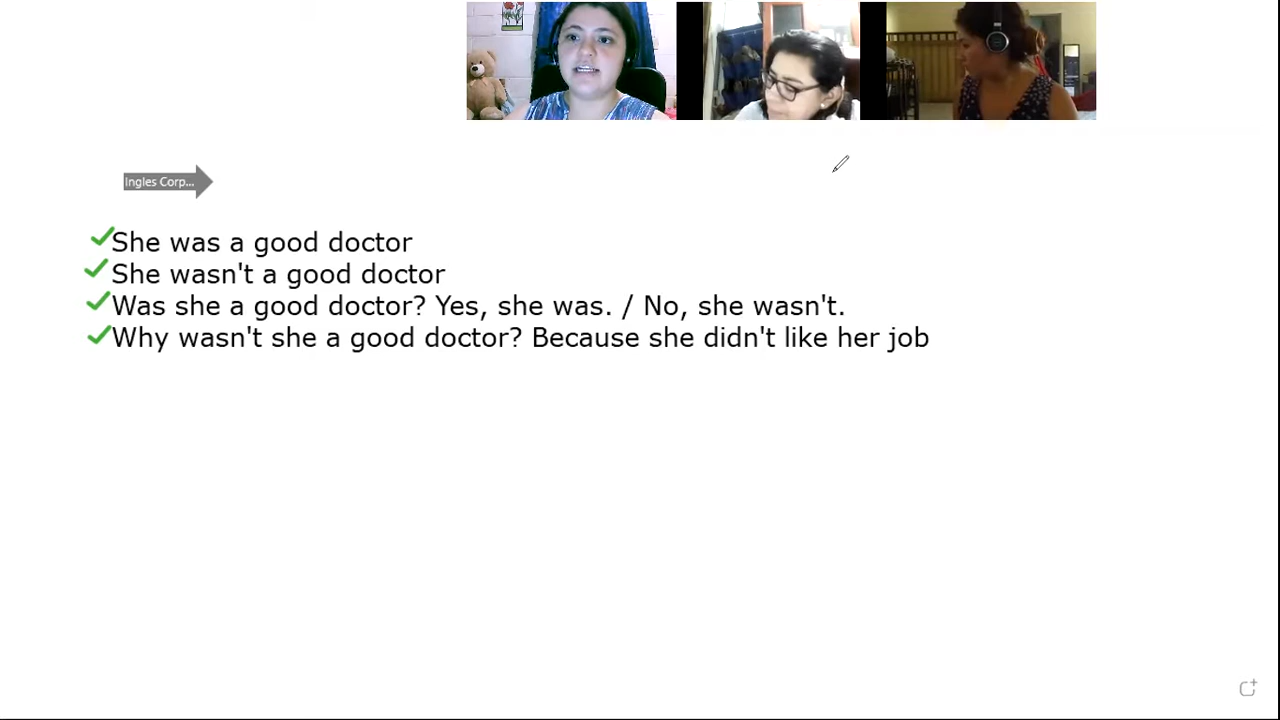 Ingles Corp...
She was a good doctor
She wasn't a good doctor
Was she a good doctor? Yes, she was. / No, she wasn't.
Why wasn't she a good doctor? Because she didn't like her job